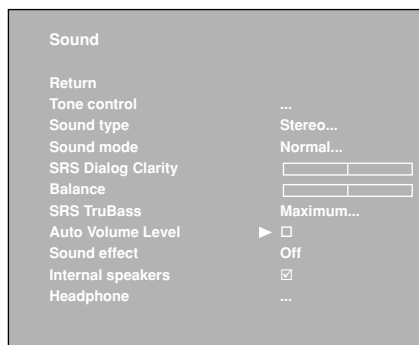 Sound
Return
Tone control ...
Sound type Stereo...
Sound mode Normal...
SRS Dialog Clarity
Balance
SRS TruBass Maximum...
Auto Volume Level
Sound effect Off
Internal speakers
Headphone ...